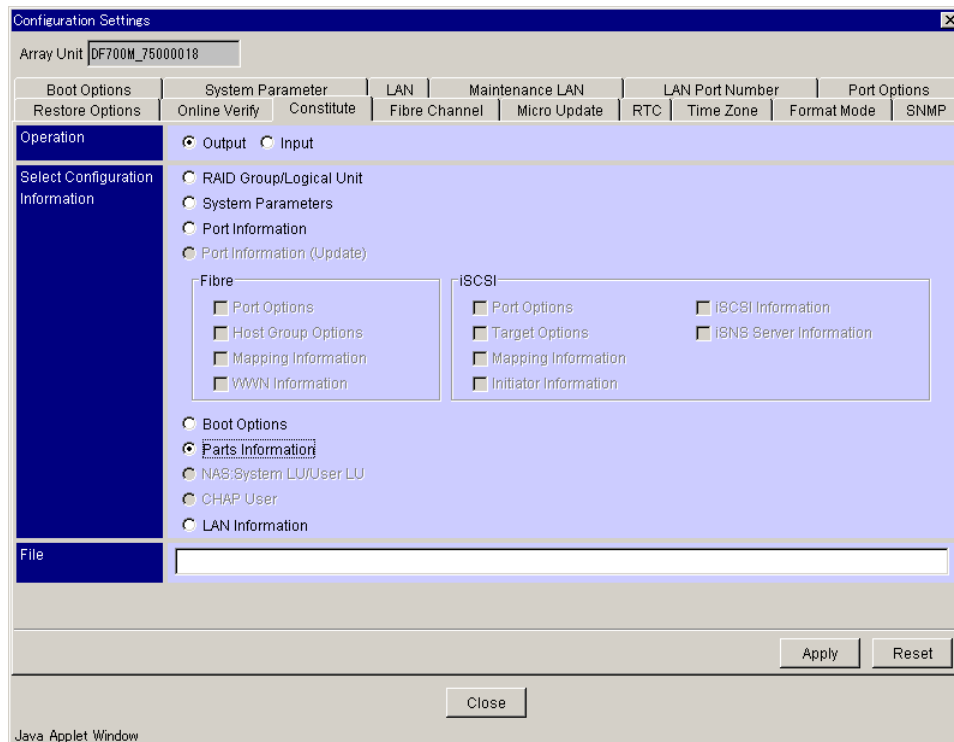 Configuration Settings
Array Unit DF700M_75000018
Boot Options System Parameter LAN Maintenance LAN LAN Port Number Port Options
Restore Options Online Verify Constitute Fibre Channel Micro Update RTC Time Zone Format Mode SNMP
Operation Output Input
Select Configuration Information
RAID Group/Logical Unit
System Parameters
Port Information
Port Information (Update)
Fibre iSCSI
Port Options Port Options iSCSI Information
Host Group Options Target Options iSNS Server Information
Mapping Information Mapping Information
WWN Information Initiator Information
Boot Options
Parts Information
NAS:System LU/User LU
CHAP User
LAN Information
File
Apply Reset
Close
Java Applet Window